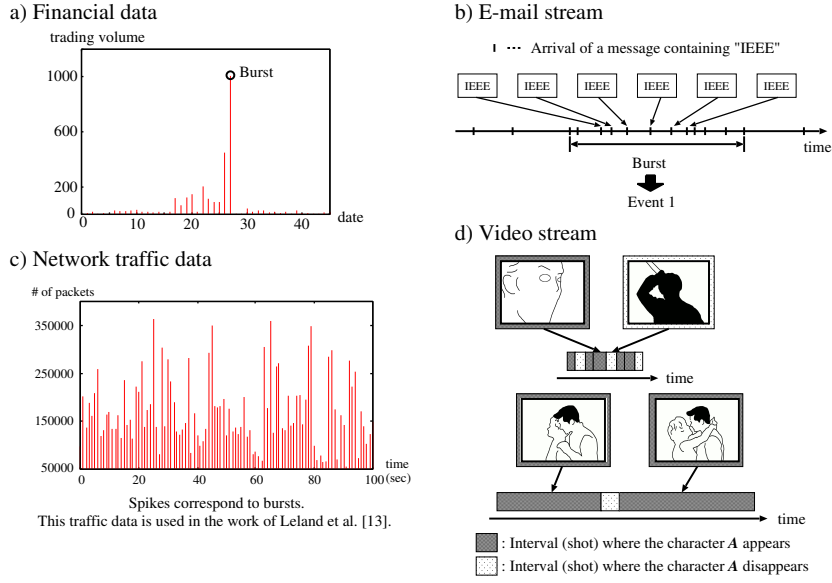 a) Financial data
trading volume
1000
600
200
0
Burst
0 10 20 30 40
date
b) E-mail stream
Arrival of a message containing "IEEE"
IEEE IEEE IEEE IEEE IEEE IEEE
time
Burst
Event 1
c) Network traffic data
# of packets
350000
250000
150000
50000
0 20 40 60 80 100
time
(sec)
Spikes correspond to bursts.
This traffic data is used in the work of Leland et al. [13].
d) Video stream
time
time
: Interval (shot) where the character A appears
: Interval (shot) where the character A disappears